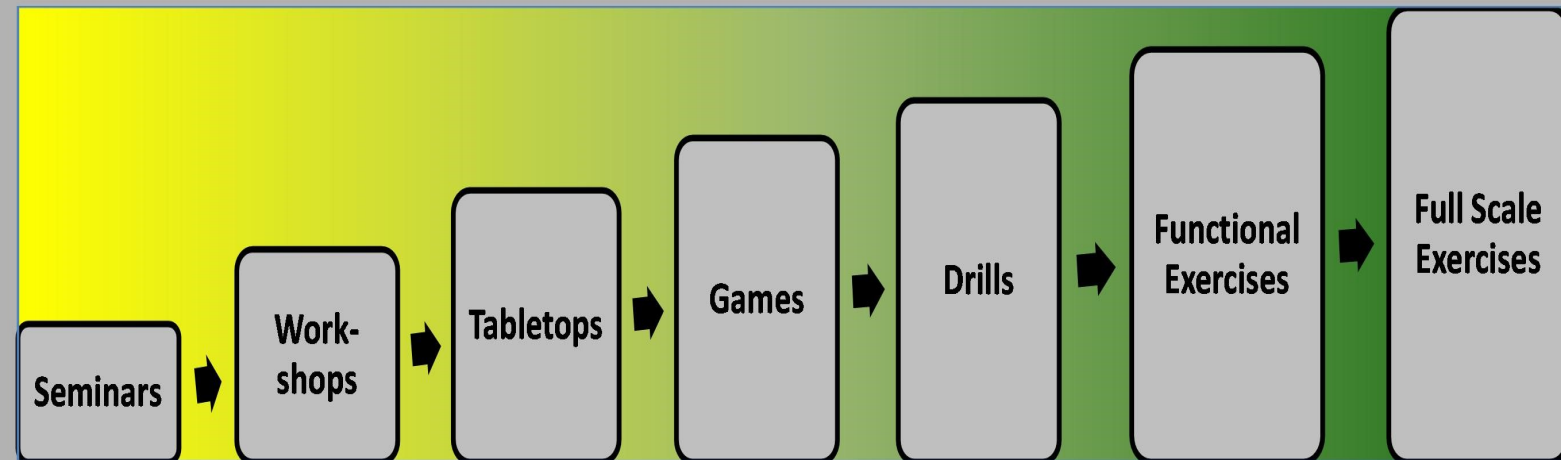 Seminars
Work-
shops
Tabletops
Games
Drills
Functional
Exercises
Full Scale
Exercises